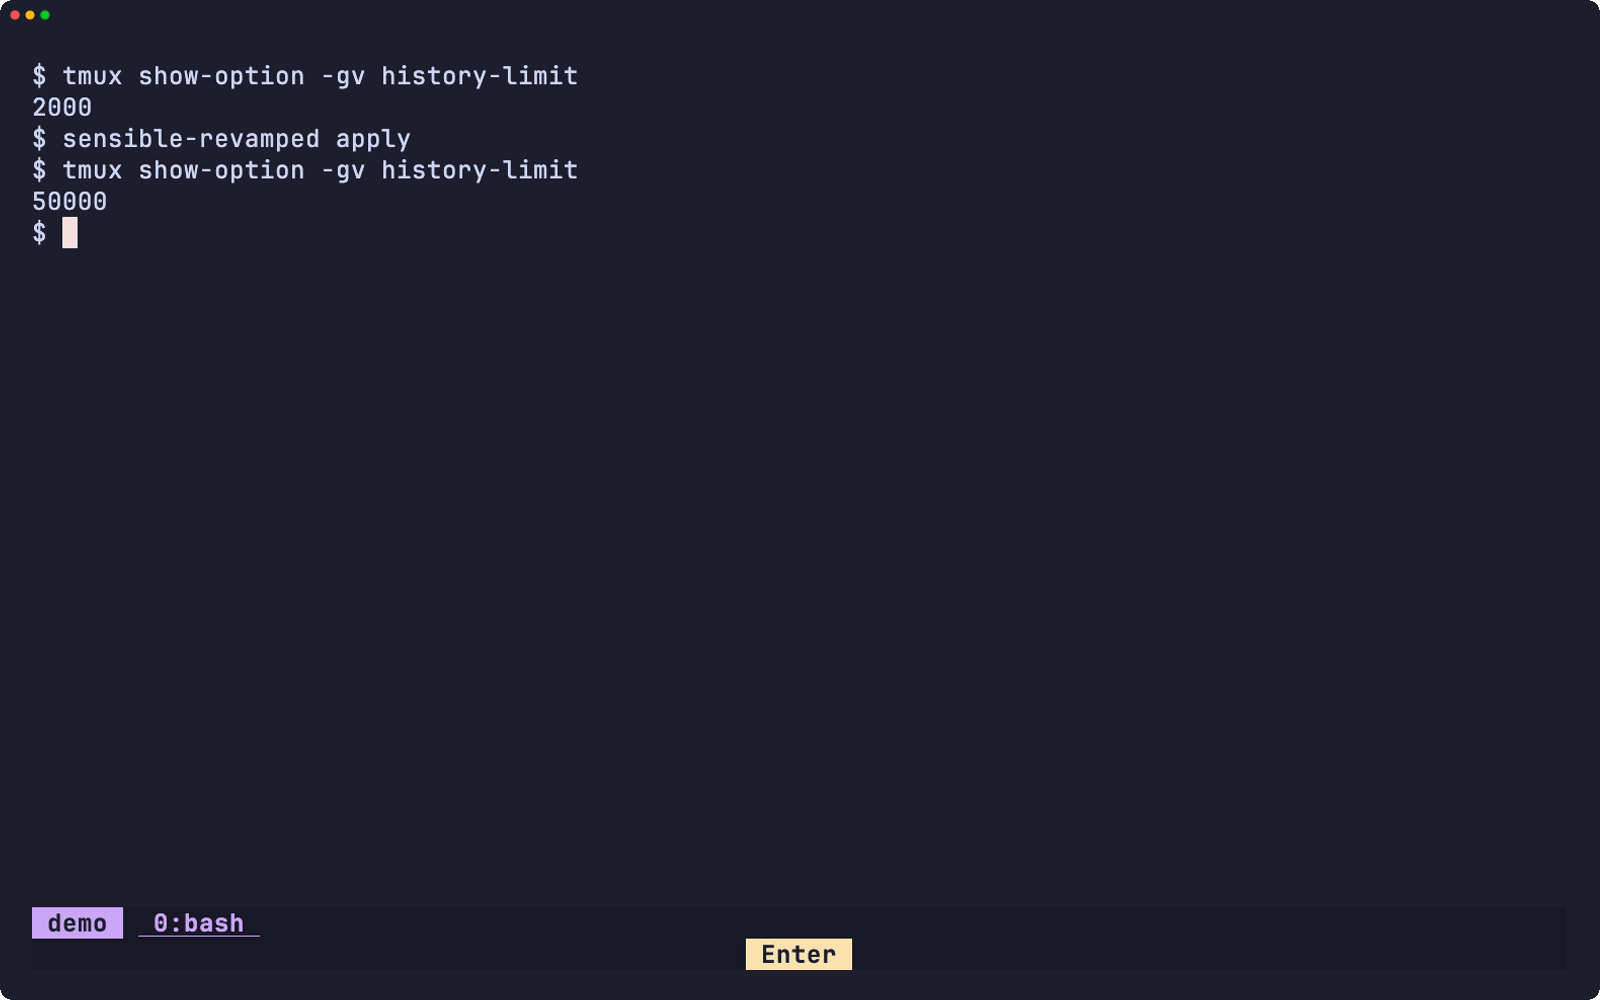 $ tmux show-option -gv history-limit
2000
$ sensible-revamped apply
$ tmux show-option -gv history-limit
50000
$
demo 0:bash
Enter